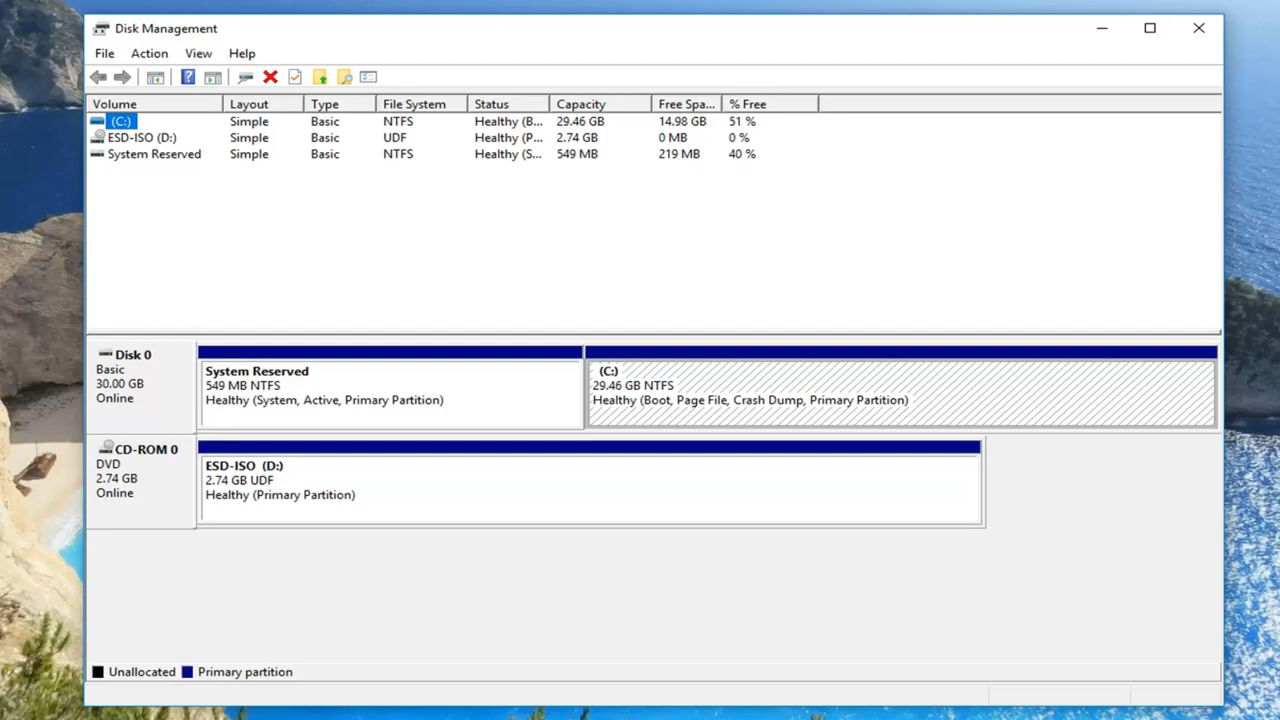 Disk Management
File Action View Help
Volume Layout Type File System Status Capacity Free Spa... % Free
(C:) Simple Basic NTFS Healthy (B... 29.46 GB 14.98 GB 51 %
ESD-ISO (D:) Simple Basic UDF Healthy (P... 2.74 GB 0 MB 0 %
System Reserved Simple Basic NTFS Healthy (S... 549 MB 219 MB 40 %
Disk 0
Basic
30.00 GB
Online
System Reserved
549 MB NTFS
Healthy (System, Active, Primary Partition)
(C:)
29.46 GB NTFS
Healthy (Boot, Page File, Crash Dump, Primary Partition)
CD-ROM 0
DVD
2.74 GB
Online
ESD-ISO (D:)
2.74 GB UDF
Healthy (Primary Partition)
Unallocated Primary partition